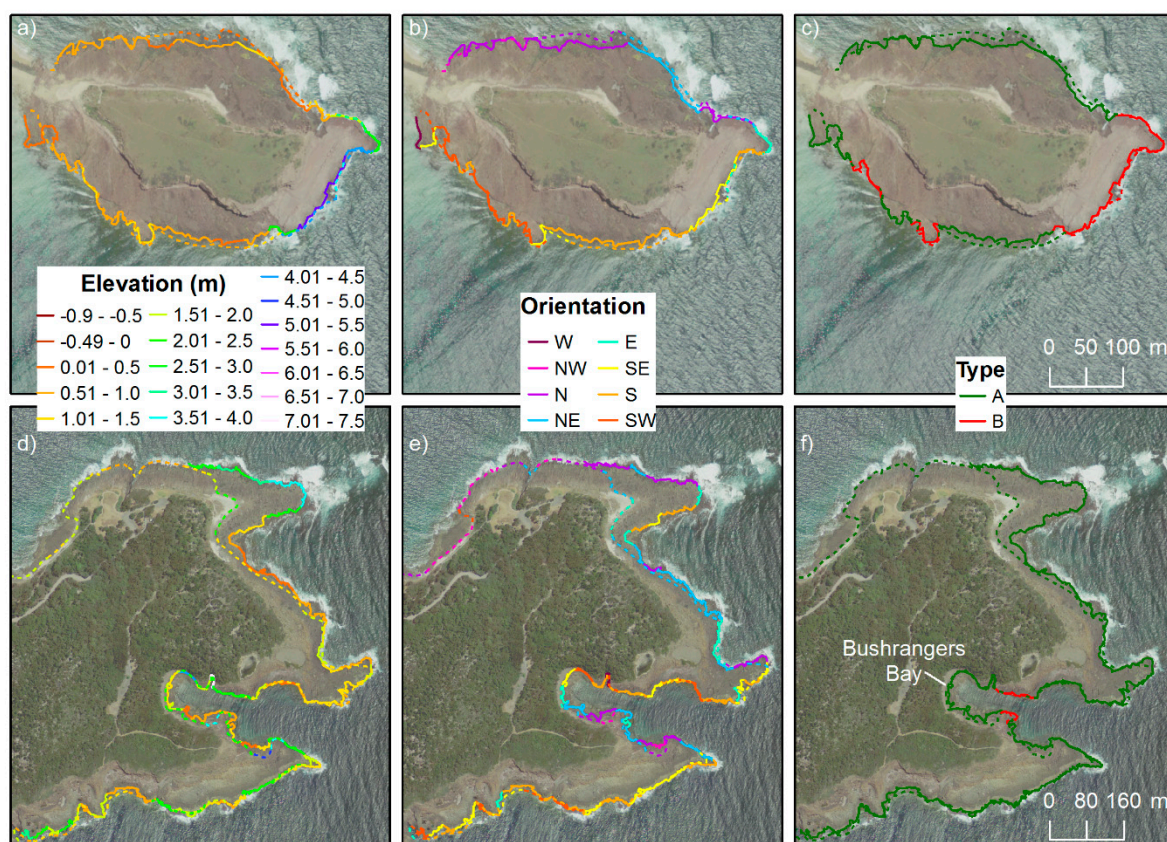 a)
b)
c)
Elevation (m)
-0.9 - -0.5
-0.49 - 0
0.01 - 0.5
0.51 - 1.0
1.01 - 1.5
1.51 - 2.0
2.01 - 2.5
2.51 - 3.0
3.01 - 3.5
3.51 - 4.0
4.01 - 4.5
4.51 - 5.0
5.01 - 5.5
5.51 - 6.0
6.01 - 6.5
6.51 - 7.0
7.01 - 7.5
Orientation
W
NW
N
NE
E
SE
S
SW
0 50 100 m
Type
A
B
d)
e)
f)
Bushrangers
Bay
0 80 160 m